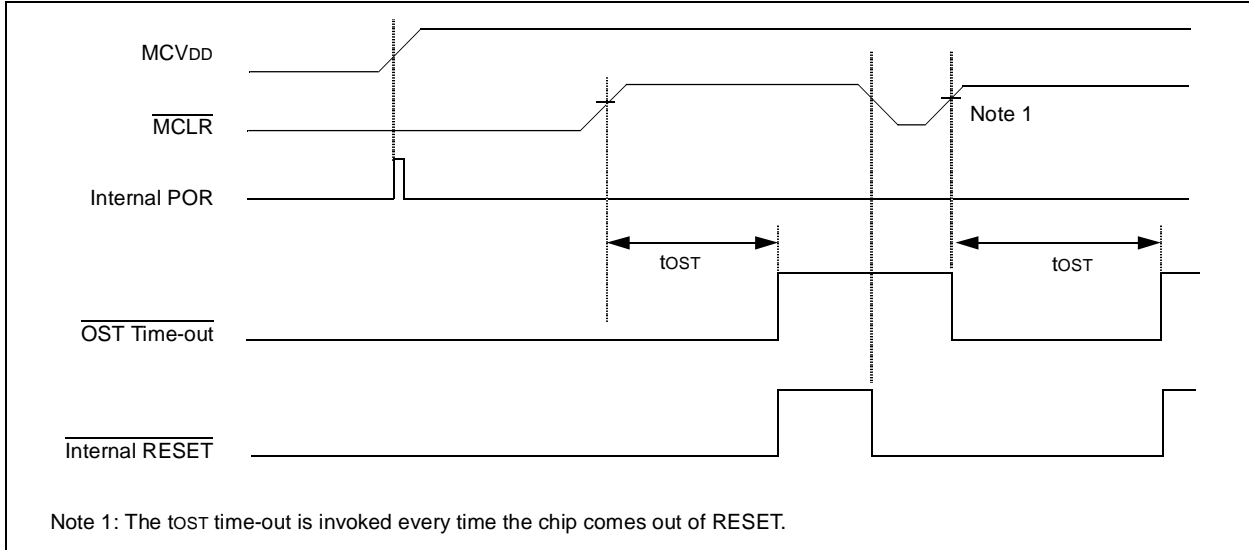 MCVDD
MCLR
Note 1
Internal POR
tOST
tOST
OST Time-out
Internal RESET
Note 1: The tOST time-out is invoked every time the chip comes out of RESET.